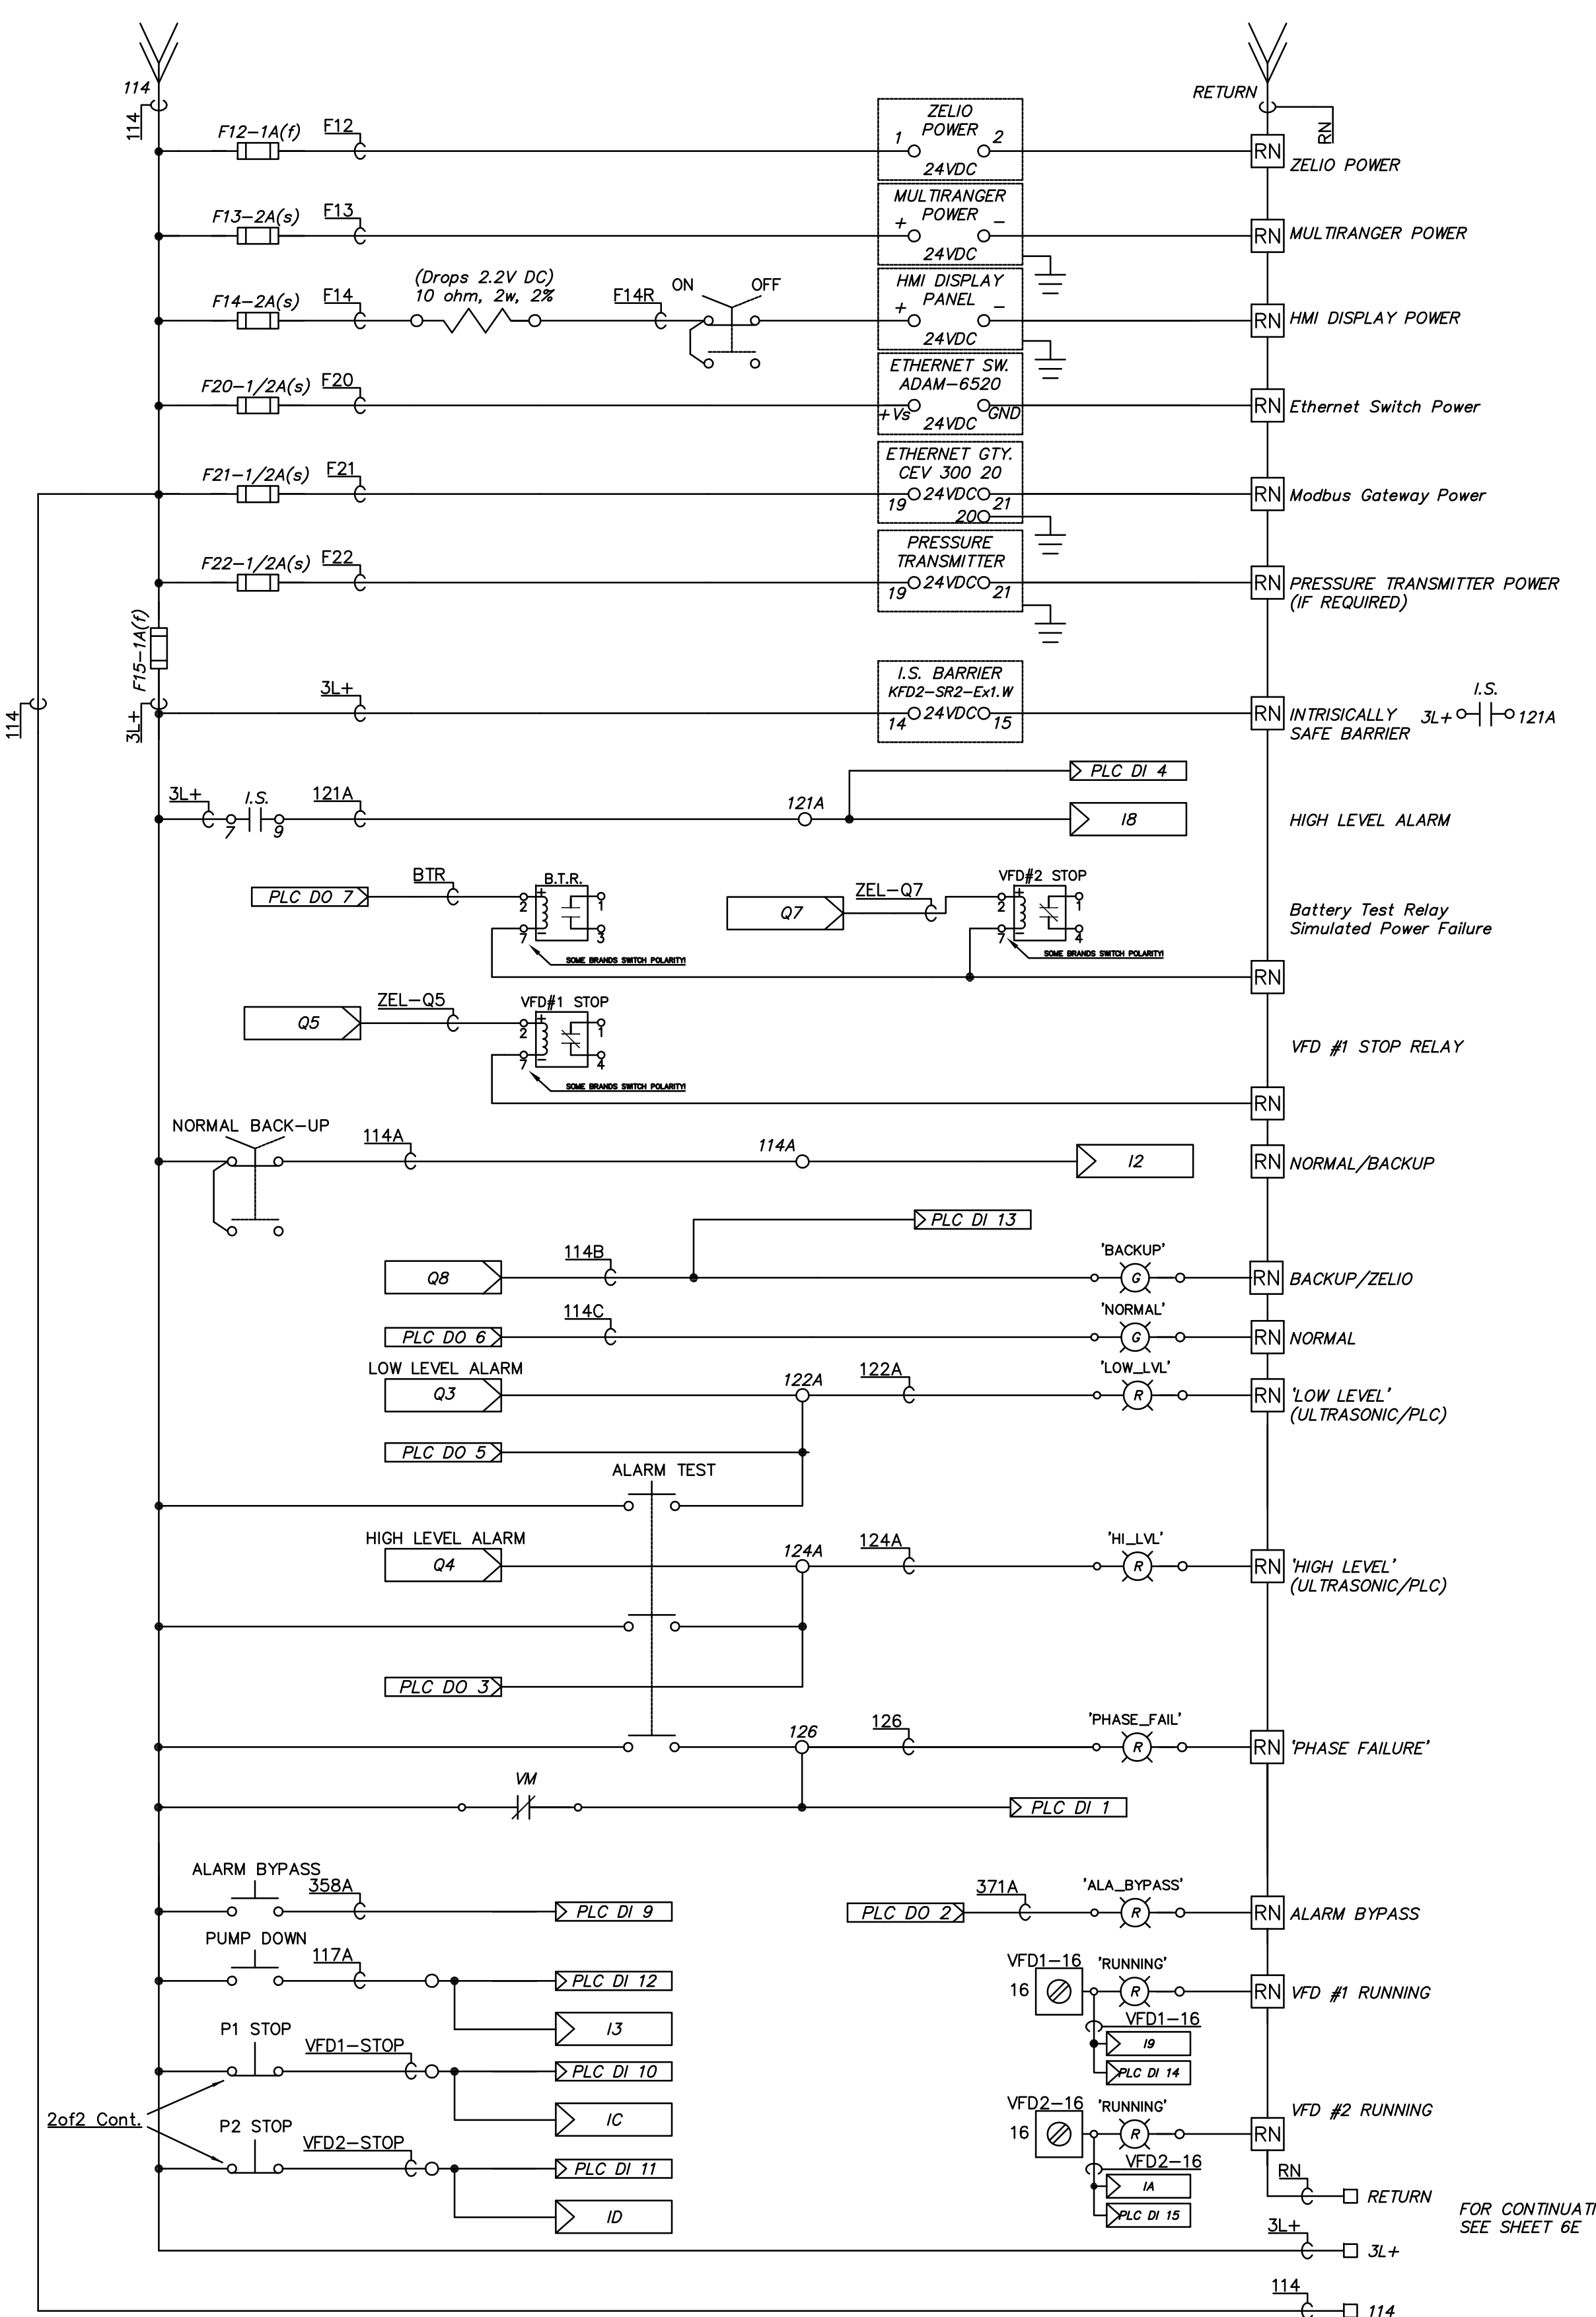 114
114
RETURN
RN
F12-1A(f)
F12
ZELIO
POWER
1
2
24VDC
RN
ZELIO POWER
F13-2A(s)
F13
MULTIRANGER
POWER
+
-
24VDC
RN
MULTIRANGER POWER
F14-2A(s)
F14
(Drops 2.2V DC)
10 ohm, 2w, 2%
F14R
ON
OFF
HMI DISPLAY
PANEL
+
-
24VDC
RN
HMI DISPLAY POWER
F20-1/2A(s)
F20
ETHERNET SW.
ADAM-6520
+Vs
GND
24VDC
RN
Ethernet Switch Power
F21-1/2A(s)
F21
ETHERNET GTY.
CEV 300 20
19
24VDC
21
20
RN
Modbus Gateway Power
F22-1/2A(s)
F22
PRESSURE
TRANSMITTER
19
24VDC
21
RN
PRESSURE TRANSMITTER POWER
(IF REQUIRED)
F15-1A(f)
114
3L+
3L+
I.S. BARRIER
KFD2-SR2-Ex1.W
14
24VDC
15
RN
INTRISICALLY
SAFE BARRIER
I.S.
3L+
121A
3L+
I.S.
7
9
121A
121A
PLC DI 4
I8
HIGH LEVEL ALARM
PLC DO 7
BTR
B.T.R.
+
2
1
7
-
3
SOME BRANDS SWITCH POLARITY!
Q7
ZEL-Q7
VFD#2 STOP
+
2
1
7
-
4
SOME BRANDS SWITCH POLARITY!
Battery Test Relay
Simulated Power Failure
RN
Q5
ZEL-Q5
VFD#1 STOP
+
2
1
7
-
4
SOME BRANDS SWITCH POLARITY!
VFD #1 STOP RELAY
RN
NORMAL BACK-UP
114A
114A
I2
RN
NORMAL/BACKUP
PLC DI 13
Q8
114B
'BACKUP'
G
RN
BACKUP/ZELIO
PLC DO 6
114C
'NORMAL'
G
RN
NORMAL
LOW LEVEL ALARM
Q3
122A
122A
'LOW_LVL'
R
RN
'LOW LEVEL'
(ULTRASONIC/PLC)
PLC DO 5
ALARM TEST
HIGH LEVEL ALARM
Q4
124A
124A
'HI_LVL'
R
RN
'HIGH LEVEL'
(ULTRASONIC/PLC)
PLC DO 3
126
126
'PHASE_FAIL'
R
RN
'PHASE FAILURE'
VM
PLC DI 1
ALARM BYPASS
358A
PLC DI 9
PLC DO 2
371A
'ALA_BYPASS'
R
RN
ALARM BYPASS
PUMP DOWN
117A
PLC DI 12
I3
VFD1-16
16
'RUNNING'
R
RN
VFD #1 RUNNING
VFD1-16
I9
PLC DI 14
P1 STOP
VFD1-STOP
PLC DI 10
IC
2of2 Cont.
P2 STOP
VFD2-STOP
PLC DI 11
ID
VFD2-16
16
'RUNNING'
R
RN
VFD #2 RUNNING
VFD2-16
IA
PLC DI 15
RN
RETURN
FOR CONTINUATI
SEE SHEET 6E
3L+
3L+
114
114